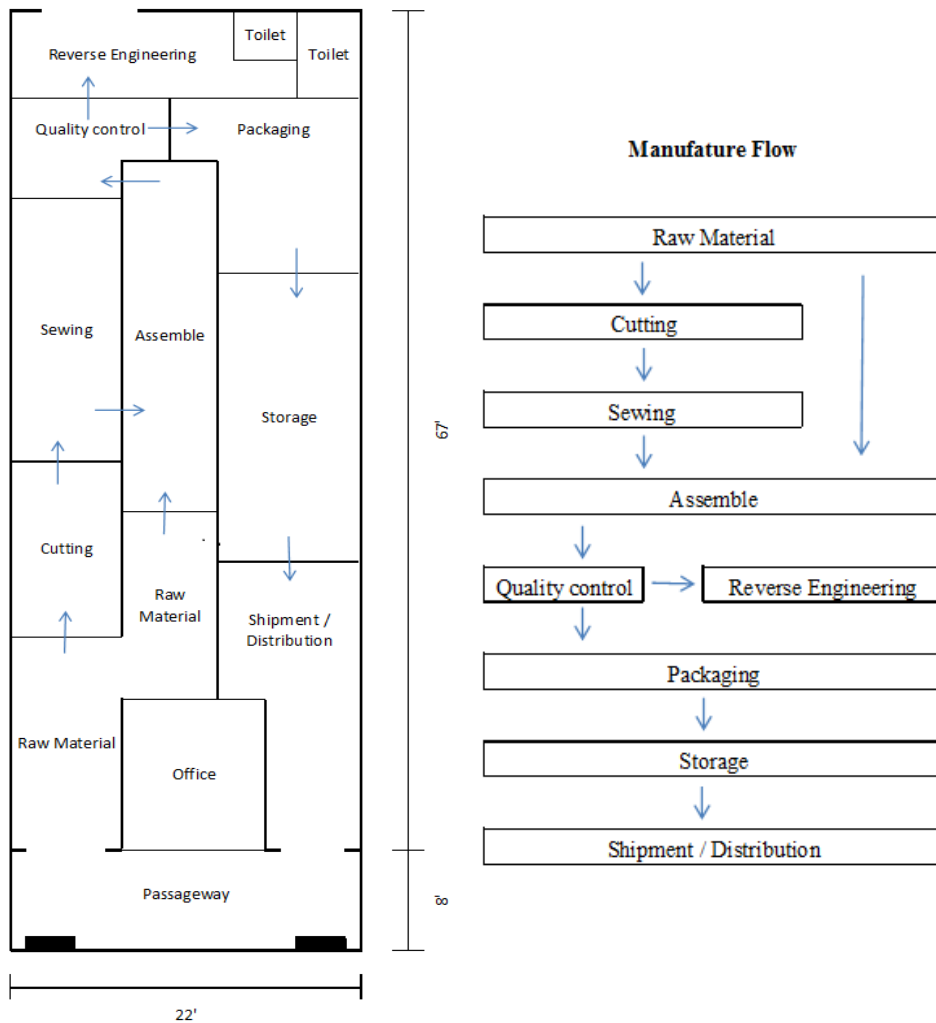 Toilet
Reverse Engineering
Toilet
Quality control
Packaging
Sewing
Assemble
Storage
Cutting
Raw
Material
Shipment /
Distribution
Raw Material
Office
Passageway
67'
8'
22'
Manufature Flow
Raw Material
Cutting
Sewing
Assemble
Quality control
Reverse Engineering
Packaging
Storage
Shipment / Distribution